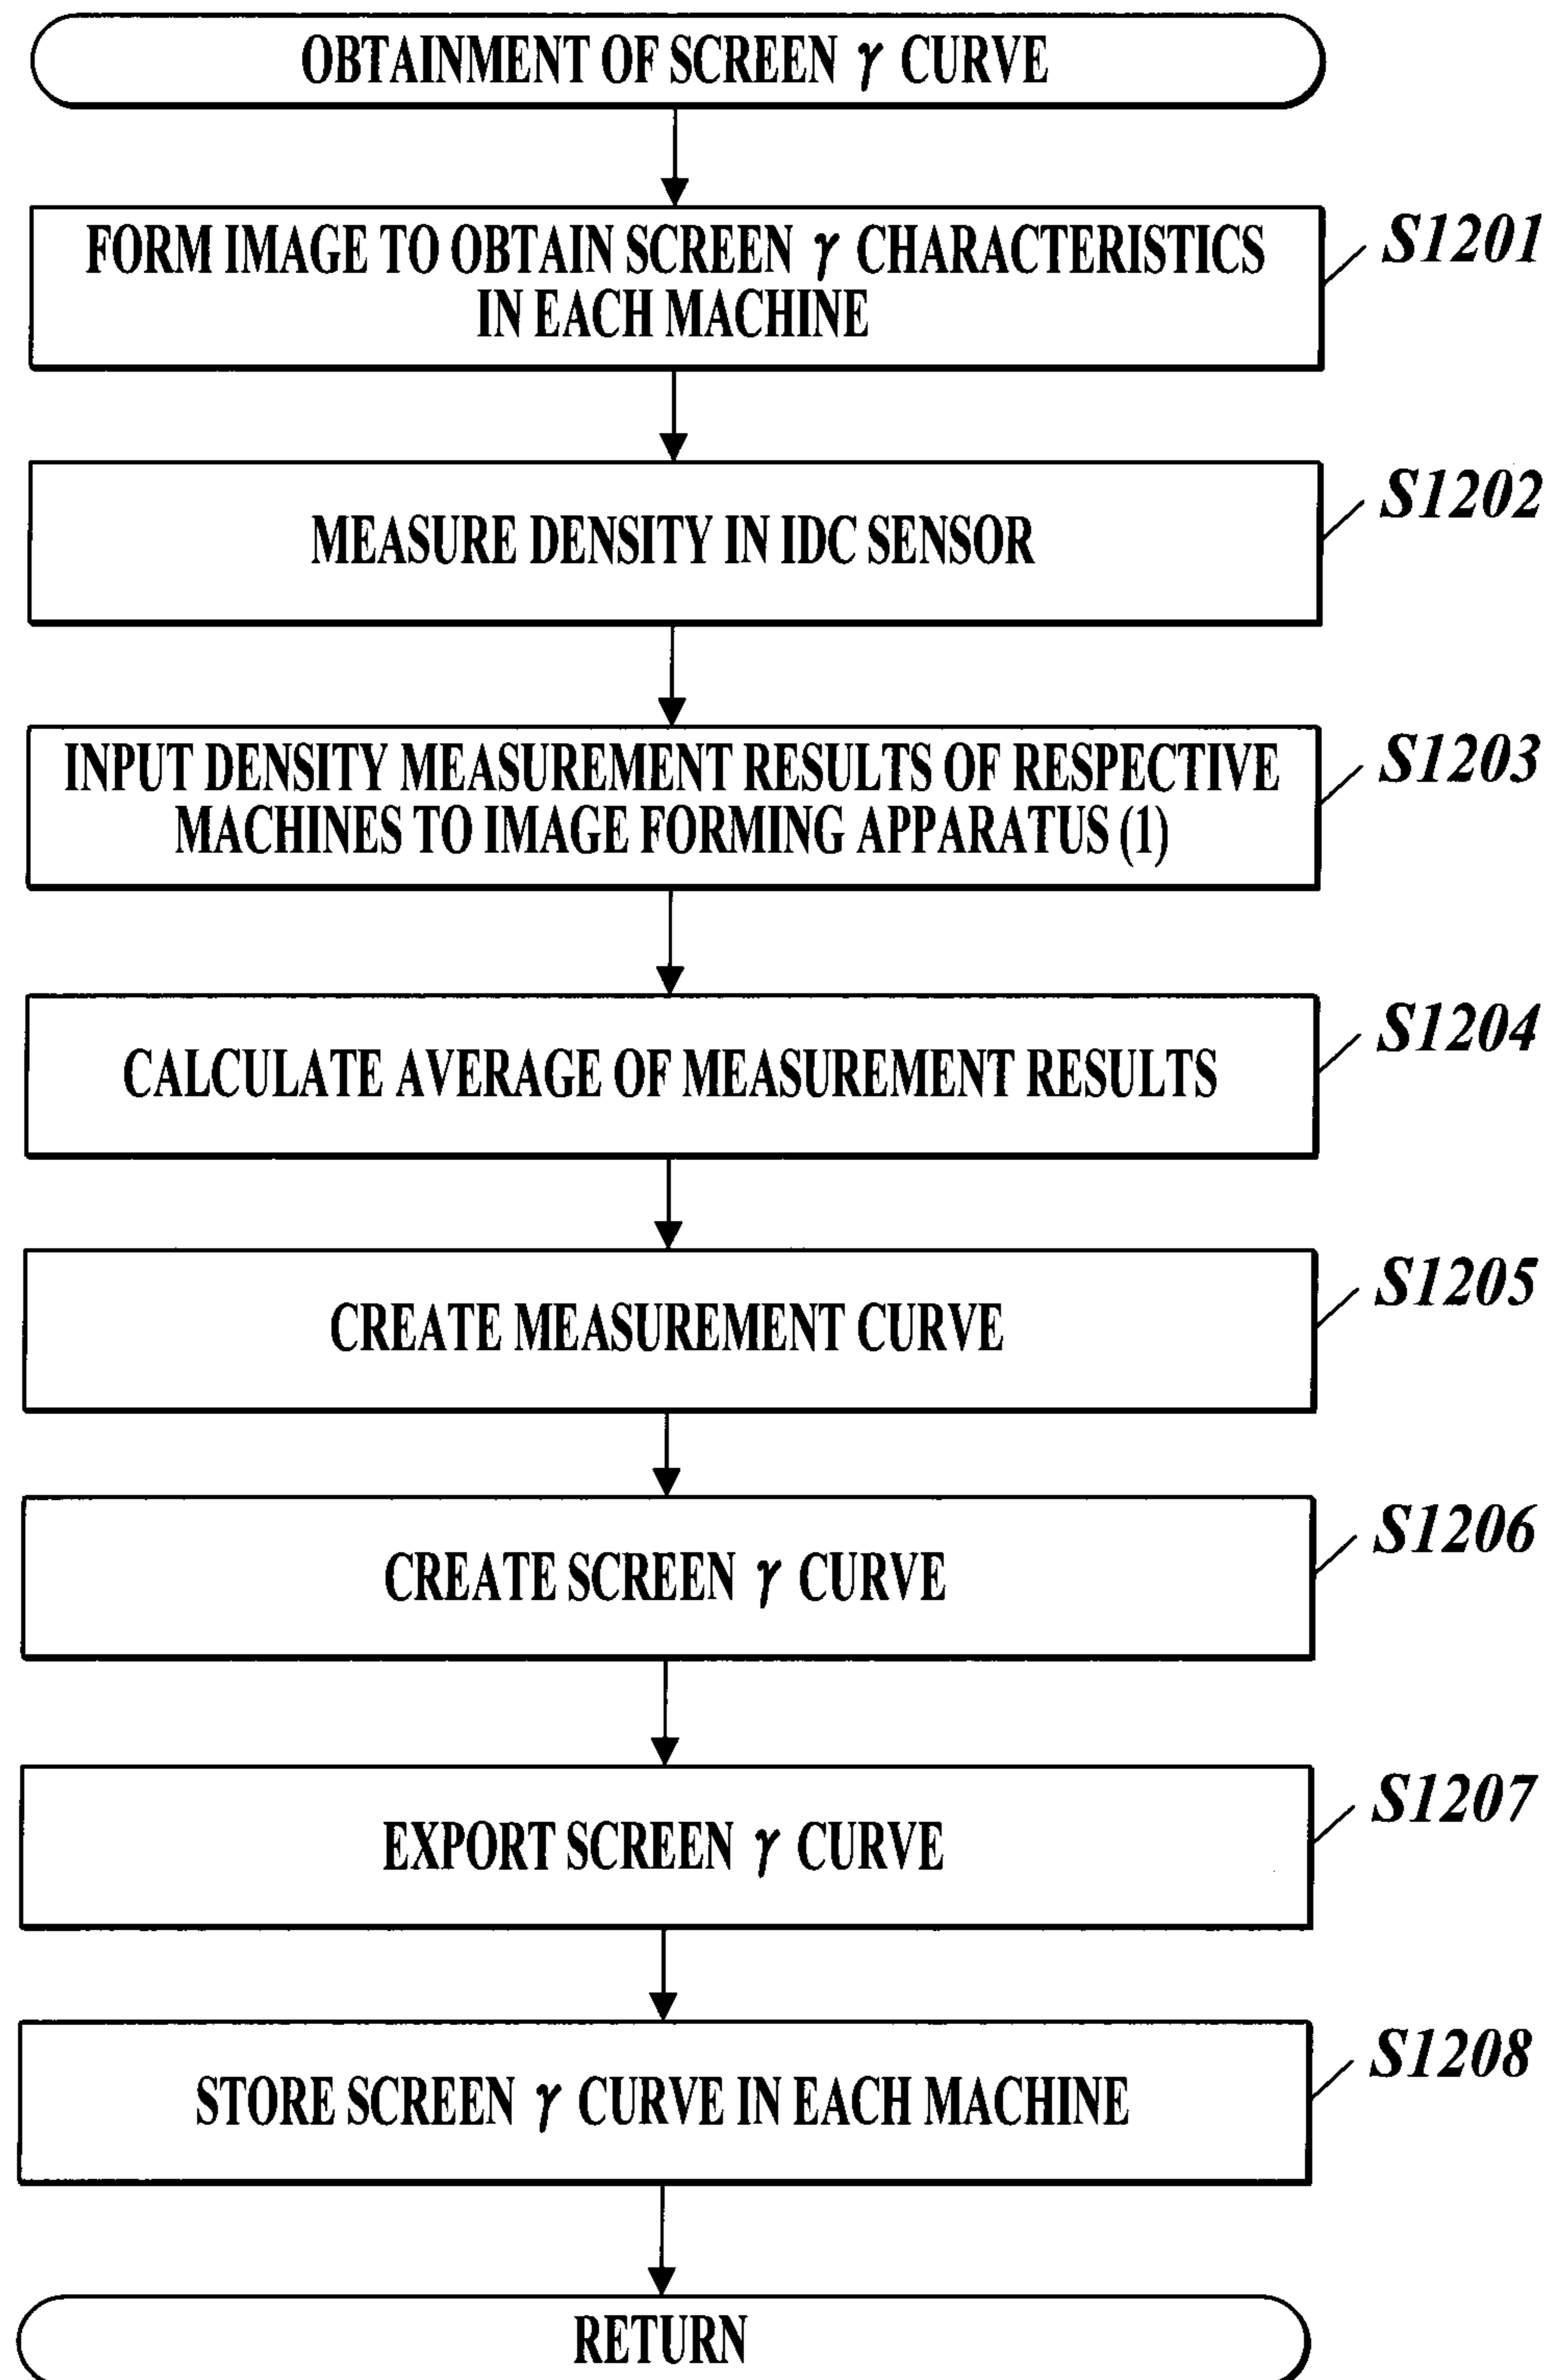 OBTAINMENT OF SCREEN γ CURVE
FORM IMAGE TO OBTAIN SCREEN γ CHARACTERISTICS
IN EACH MACHINE
S1201
MEASURE DENSITY IN IDC SENSOR
S1202
INPUT DENSITY MEASUREMENT RESULTS OF RESPECTIVE
MACHINES TO IMAGE FORMING APPARATUS (1)
S1203
CALCULATE AVERAGE OF MEASUREMENT RESULTS
S1204
CREATE MEASUREMENT CURVE
S1205
CREATE SCREEN γ CURVE
S1206
EXPORT SCREEN γ CURVE
S1207
STORE SCREEN γ CURVE IN EACH MACHINE
S1208
RETURN